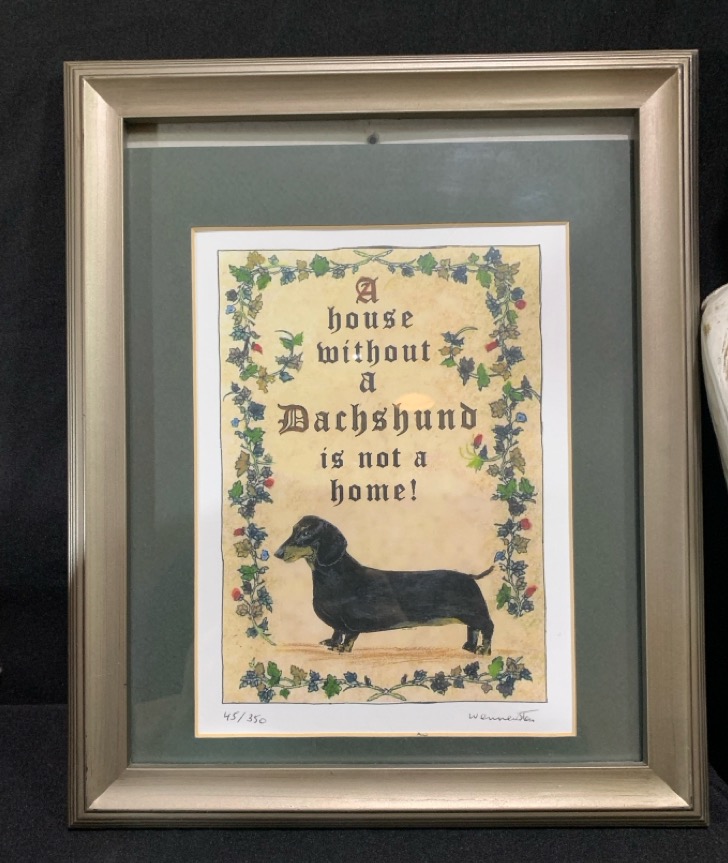 A
house
without
a
Dachshund
is not a
home!
45/350